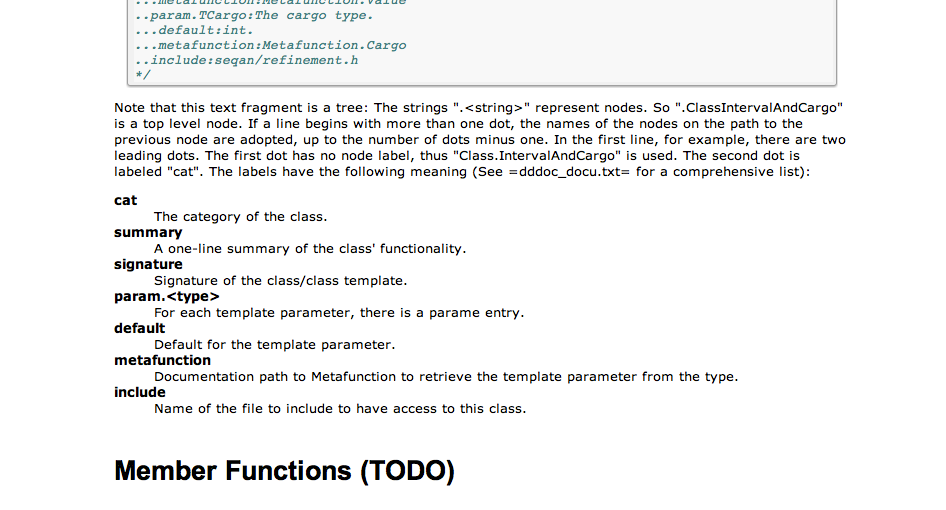 ...metafunction:Metafunction.Value
..param.TCargo:The cargo type.
...default:int.
...metafunction:Metafunction.Cargo
..include:seqan/refinement.h
*/
Note that this text fragment is a tree: The strings ".<string>" represent nodes. So ".ClassIntervalAndCargo"
is a top level node. If a line begins with more than one dot, the names of the nodes on the path to the
previous node are adopted, up to the number of dots minus one. In the first line, for example, there are two
leading dots. The first dot has no node label, thus "Class.IntervalAndCargo" is used. The second dot is
labeled "cat". The labels have the following meaning (See =dddoc_docu.txt= for a comprehensive list):
cat
The category of the class.
summary
A one-line summary of the class' functionality.
signature
Signature of the class/class template.
param.<type>
For each template parameter, there is a parame entry.
default
Default for the template parameter.
metafunction
Documentation path to Metafunction to retrieve the template parameter from the type.
include
Name of the file to include to have access to this class.
Member Functions (TODO)